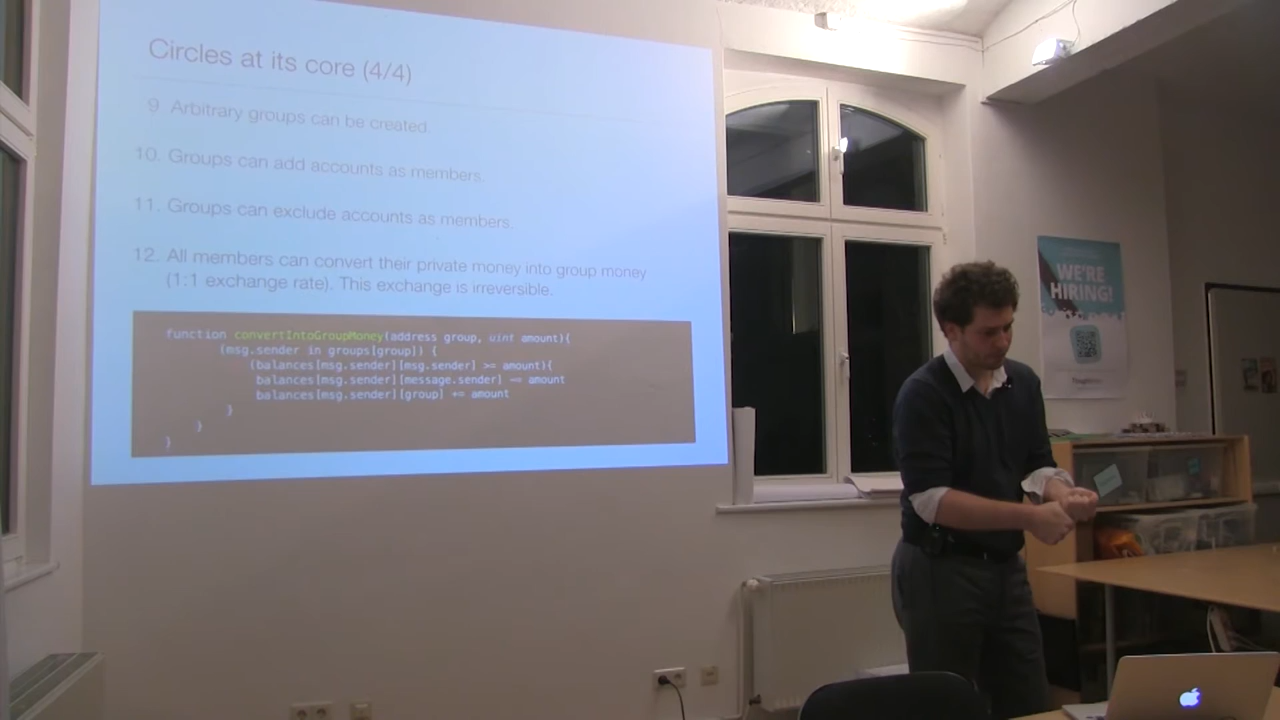 Circles at its core (4/4)
9 Arbitrary groups can be created.
10. Groups can add accounts as members.
11. Groups can exclude accounts as members.
12. All members can convert their private money into group money
(1:1 exchange rate). This exchange is irreversible.
function convertIntoGroupMoney(address group, uint amount){
(msg.sender in groups[group]) {
(balances[msg.sender][msg.sender] >= amount){
balances[msg.sender][message.sender] -= amount
balances[msg.sender][group] += amount
}
}
}
WE'RE
HIRING!